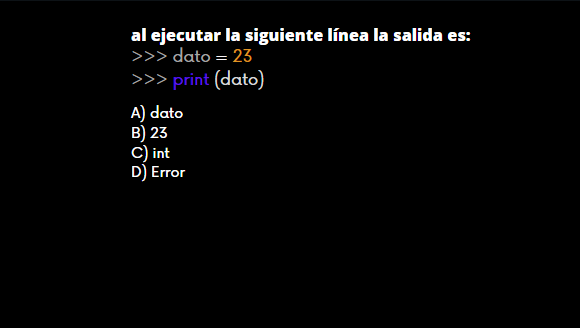 al ejecutar la siguiente línea la salida es:
>>> dato = 23
>>> print (dato)
A) dato
B) 23
C) int
D) Error